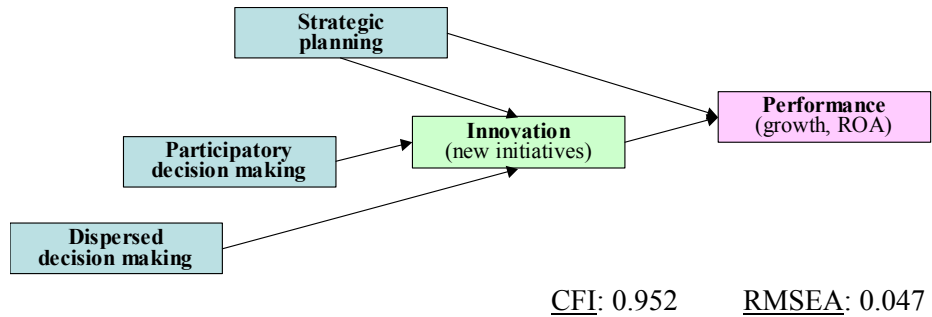 Strategic
planning
Performance
(growth, ROA)
Innovation
(new initiatives)
Participatory
decision making
Dispersed
decision making
CFI: 0.952 RMSEA: 0.047